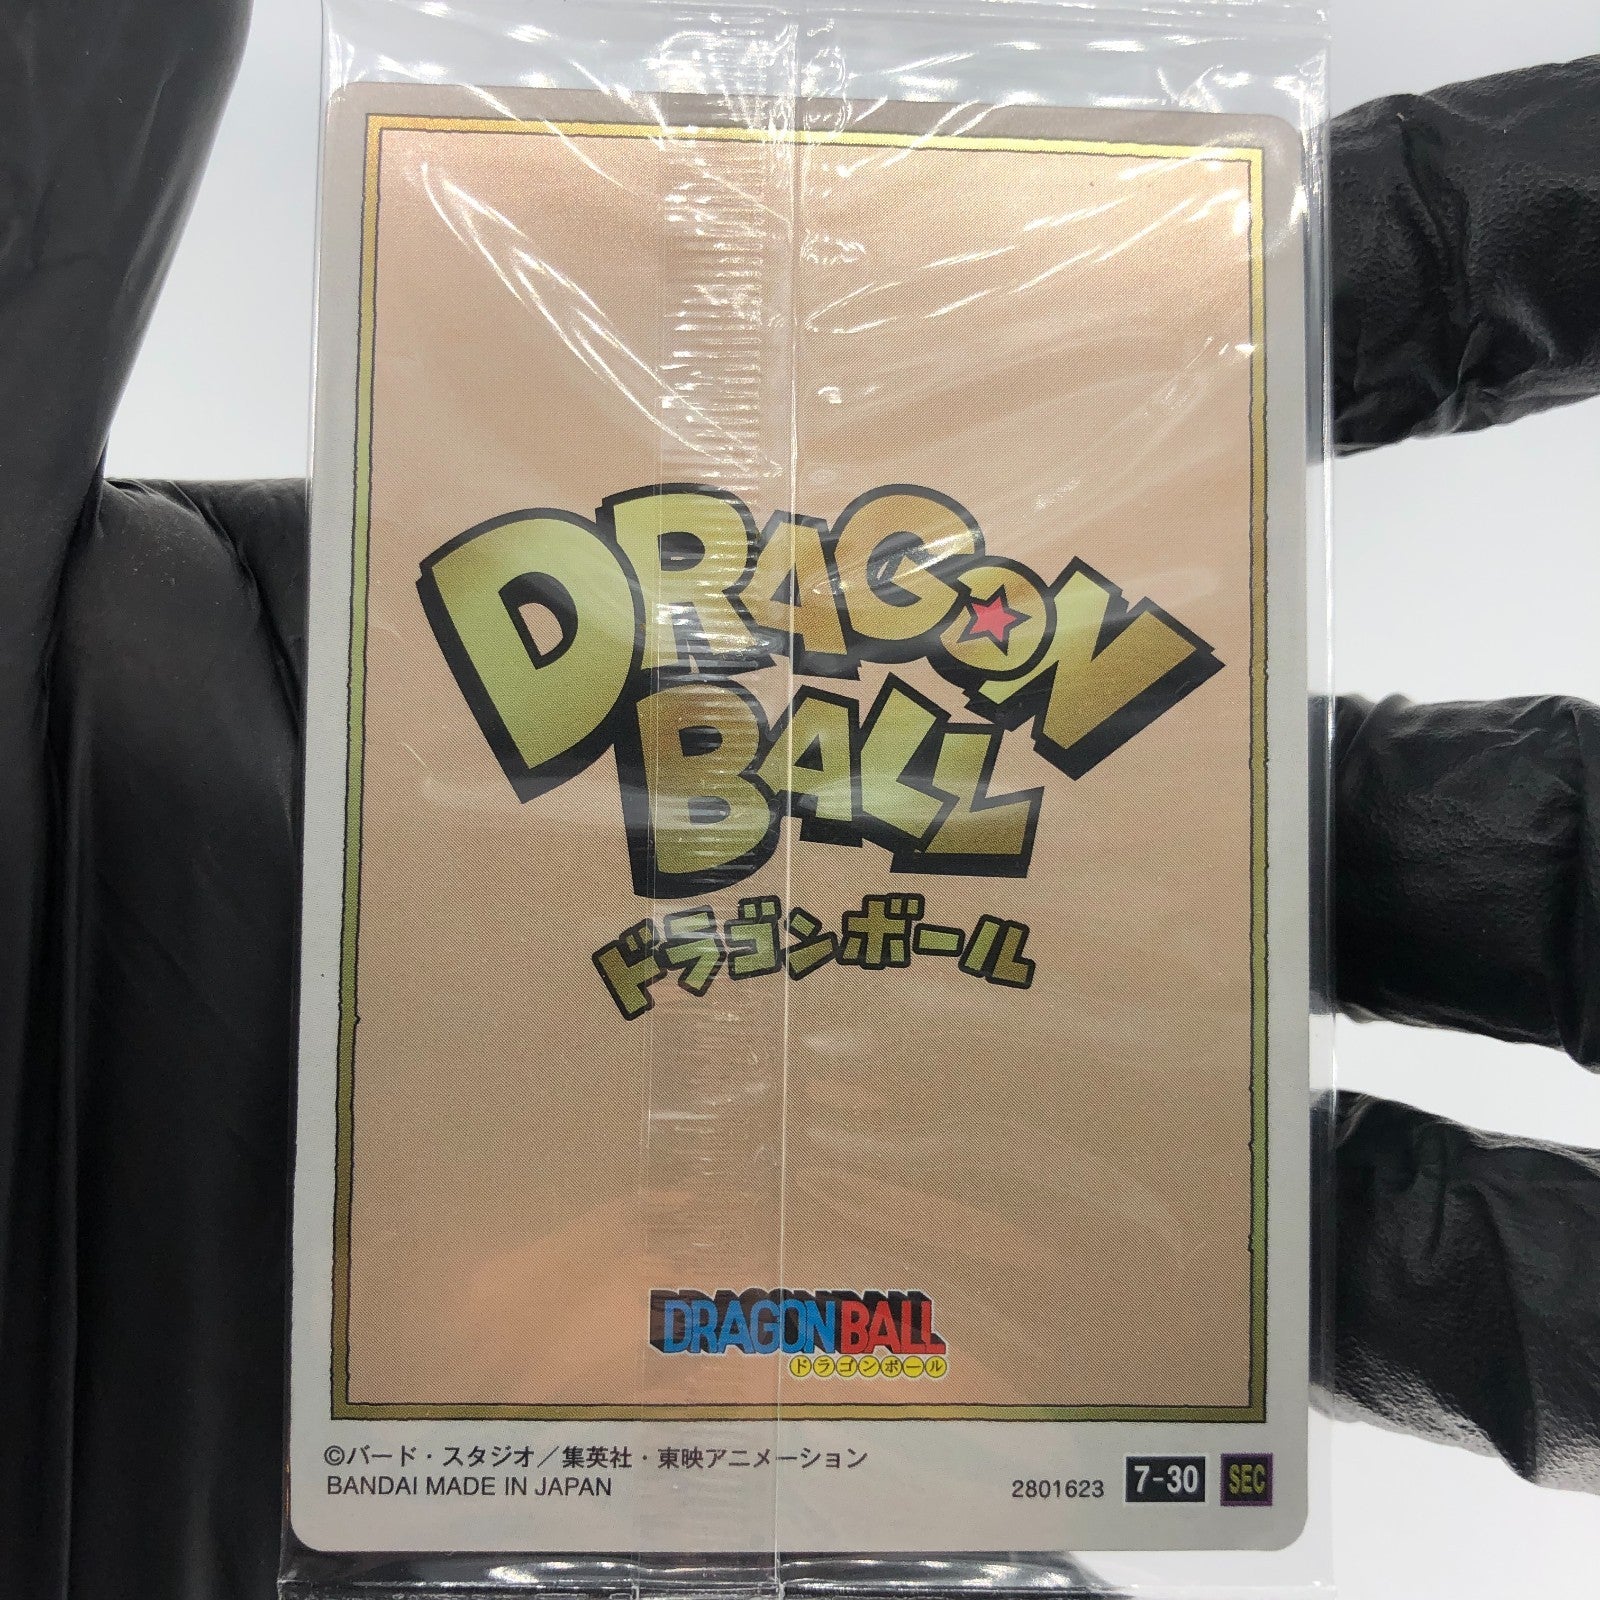 DRAGON
BALL
ドラゴンボール
DRAGON BALL
ドラゴンボール
©バード・スタジオ／集英社・東映アニメーション
BANDAI MADE IN JAPAN
2801623 7-30 SEC